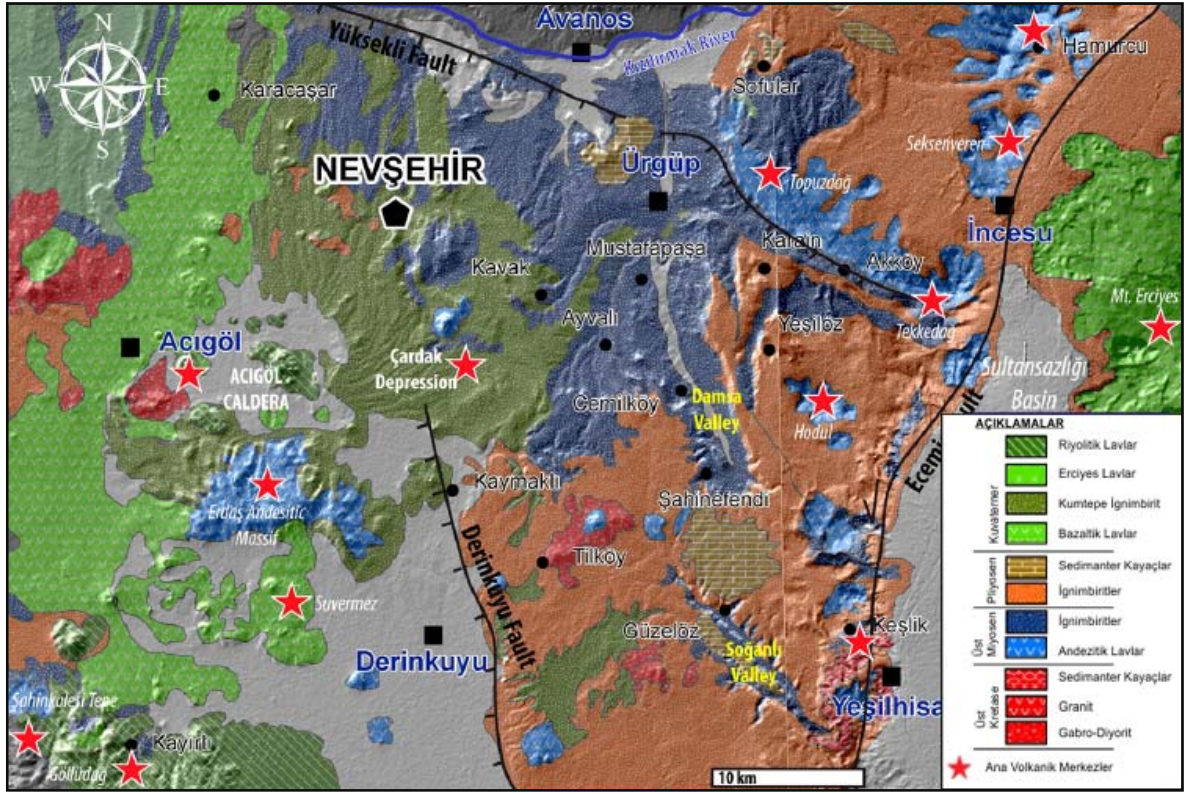 N
W
E
S
Avanos
Yüksekli Fault
Kızılırmak River
Hamurcu
Sofular
Karacaşar
Seksenveren
NEVŞEHİR
Ürgüp
Topuzdağ
İncesu
Mustafapaşa
Karain
Akköy
Kavak
Mt. Erciyes
Tekkedağ
Ayvalı
Yeşilöz
Acıgöl
Çardak
Depression
ACIGÖL
CALDERA
Sultansazlığı
Basin
Cemilköy
Damsa
Valley
Hodul
Kaymaklı
Şahinefendi
Erdaş Andesitic
Massif
Derinkuyu Fault
Tilköy
Suvermez
Güzelöz
Keşlik
Derinkuyu
Soğanlı
Valley
Yeşilhisa
Şahinkalesi Tepe
Kayırlı
Göllüdağ
10 km
AÇIKLAMALAR
Kuvaterner
Riyolitik Lavlar
Erciyes Lavlar
Kumtepe İgnimbirit
Bazaltik Lavlar
Pliyosen
Sedimanter Kayaçlar
İgnimbiritler
Üst
Miyosen
İgnimbiritler
Andezitik Lavlar
Üst
Kretase
Sedimanter Kayaçlar
Granit
Gabro-Diyorit
Ana Volkanik Merkezler